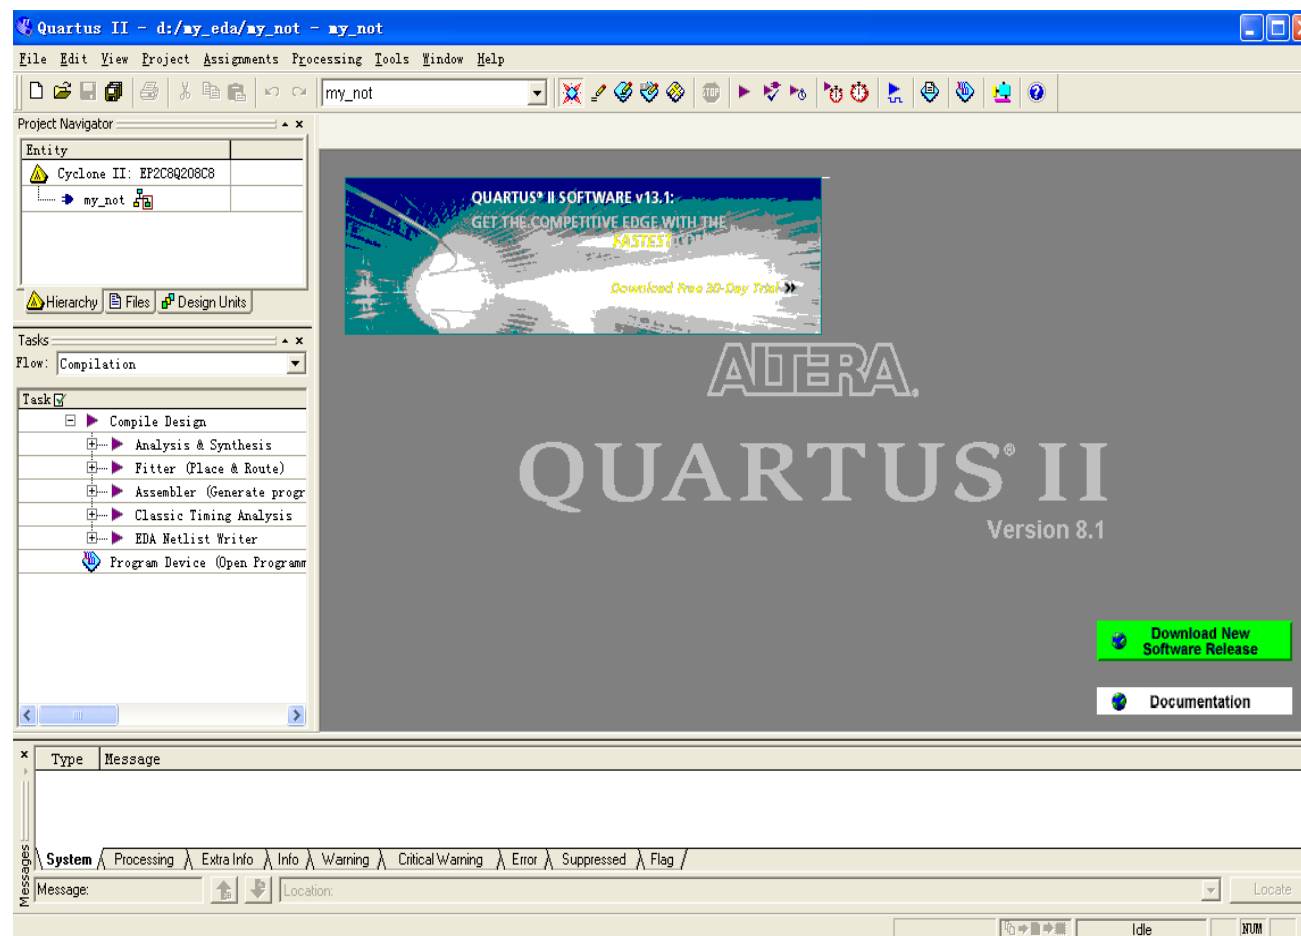 Quartus II - d:/my_eda/my_not - my_not
File Edit View Project Assignments Processing Tools Window Help
my_not
STOP
Project Navigator
Entity
Cyclone II: EP2C8Q208C8
my_not
Hierarchy Files Design Units
Tasks
Flow: Compilation
Task
Compile Design
Analysis & Synthesis
Fitter (Place & Route)
Assembler (Generate progr
Classic Timing Analysis
EDA Netlist Writer
Program Device (Open Programm
QUARTUS® II SOFTWARE v13.1:
GET THE COMPETITIVE EDGE WITH THE
FASTEST
Download Free 30-Day Trial
ALTERA
QUARTUS® II
Version 8.1
Download New
Software Release
Documentation
Type Message
System Processing Extra Info Info Warning Critical Warning Error Suppressed Flag
Messages
Message: Location: Locate
Idle NUM